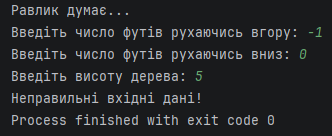 Равлик думає...
Введіть число футів рухаючись вгору: -1
Введіть число футів рухаючись вниз: 0
Введіть висоту дерева: 5
Неправильні вхідні дані!
Process finished with exit code 0